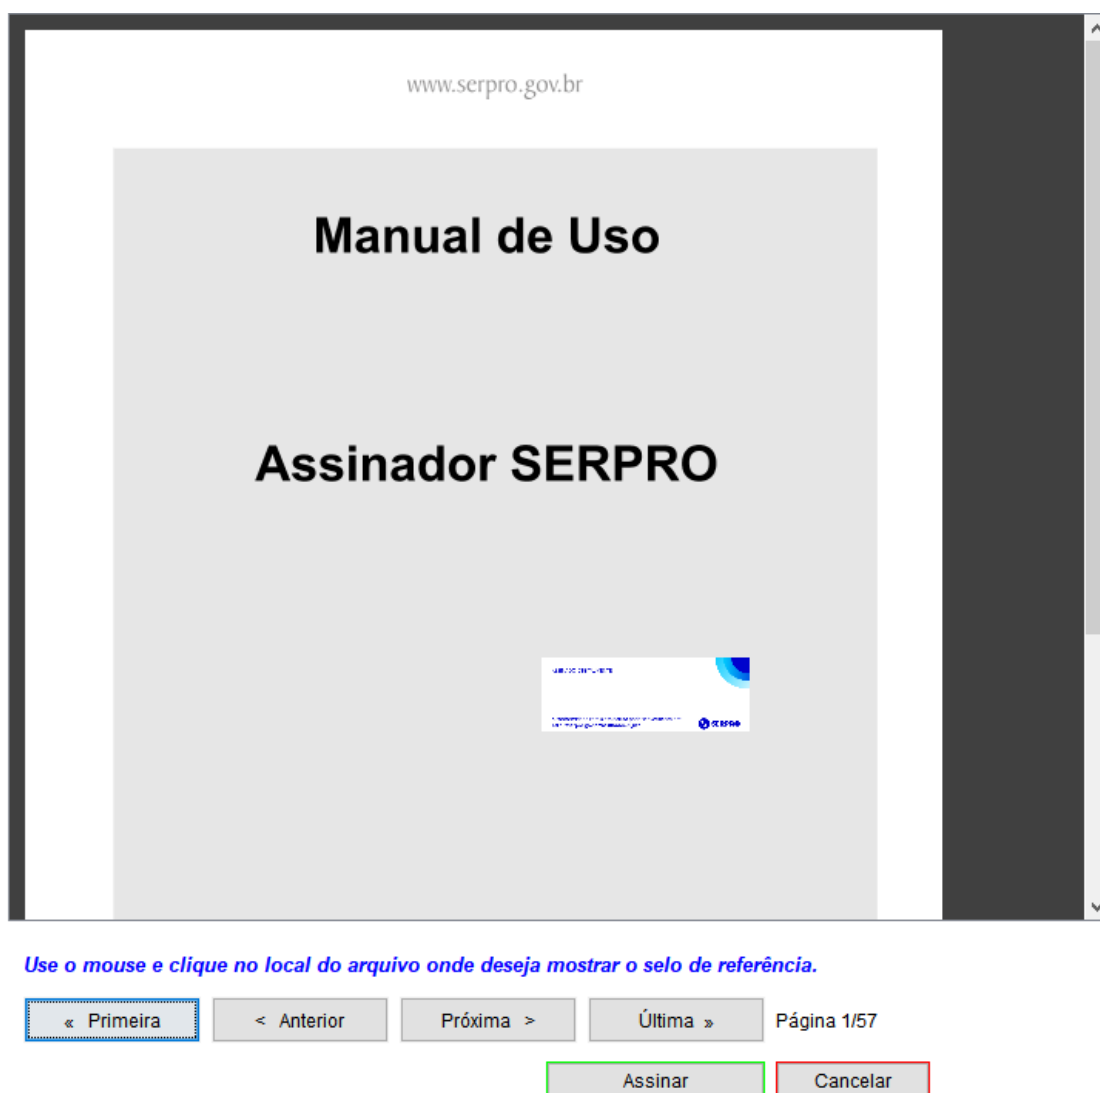 www.serpro.gov.br
Manual de Uso
Assinador SERPRO
SERPRO
Use o mouse e clique no local do arquivo onde deseja mostrar o selo de referência.
« Primeira
< Anterior
Próxima >
Última »
Página 1/57
Assinar
Cancelar